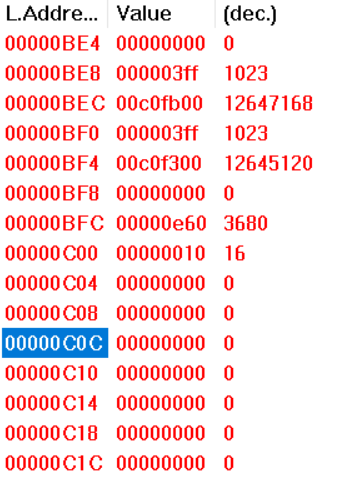 L.Addre... Value (dec.)
00000BE4 00000000 0
00000BE8 000003ff 1023
00000BEC 00c0fb00 12647168
00000BF0 000003ff 1023
00000BF4 00c0f300 12645120
00000BF8 00000000 0
00000BFC 00000e60 3680
00000C00 00000010 16
00000C04 00000000 0
00000C08 00000000 0
00000C0C 00000000 0
00000C10 00000000 0
00000C14 00000000 0
00000C18 00000000 0
00000C1C 00000000 0